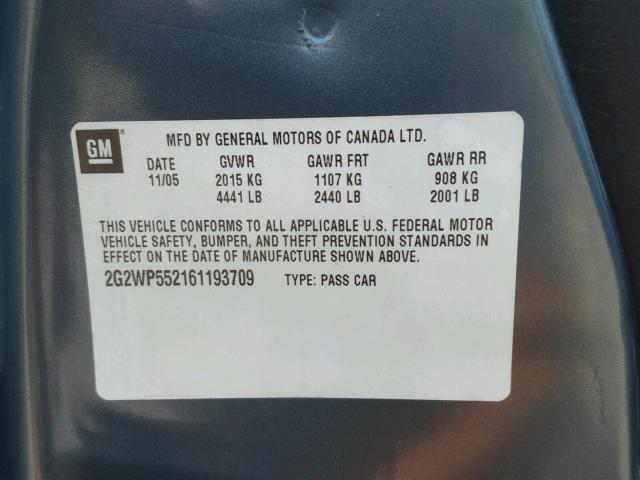 GM ®
MFD BY GENERAL MOTORS OF CANADA LTD.
DATE GVWR GAWR FRT GAWR RR
11/05 2015 KG 1107 KG 908 KG
4441 LB 2440 LB 2001 LB
THIS VEHICLE CONFORMS TO ALL APPLICABLE U.S. FEDERAL MOTOR
VEHICLE SAFETY, BUMPER, AND THEFT PREVENTION STANDARDS IN
EFFECT ON THE DATE OF MANUFACTURE SHOWN ABOVE.
2G2WP552161193709 TYPE: PASS CAR